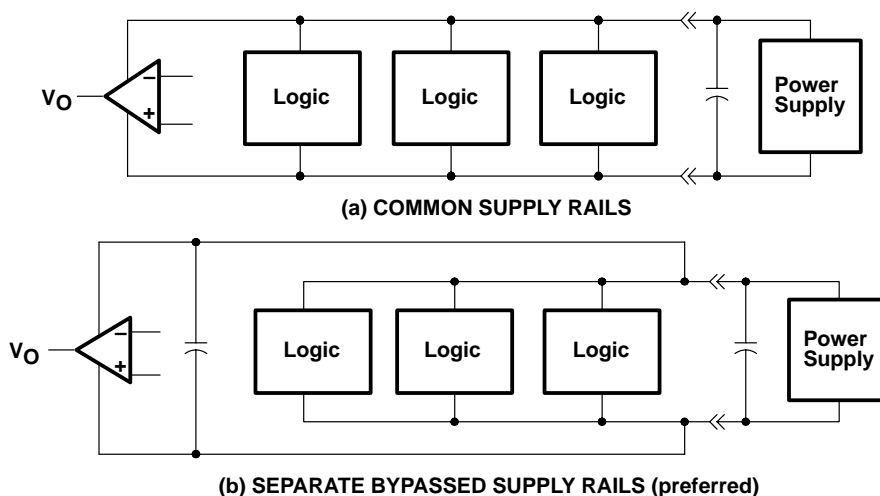 −
+
VO
Logic
Logic
Logic
Power
Supply
(a) COMMON SUPPLY RAILS
−
+
VO
Logic
Logic
Logic
Power
Supply
(b) SEPARATE BYPASSED SUPPLY RAILS (preferred)